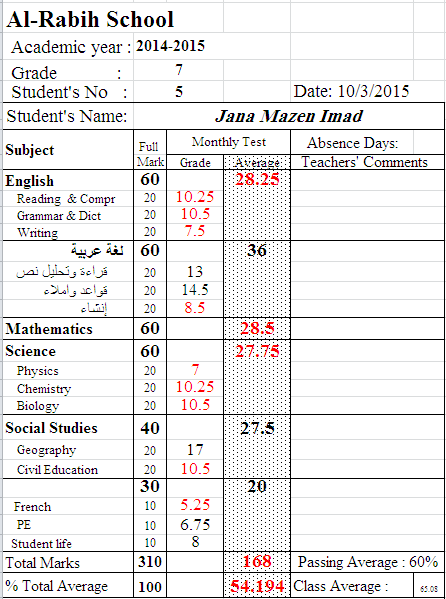 Al-Rabih School
Academic year : 2014-2015
Grade : 7
Student's No : 5 Date: 10/3/2015
Student's Name: Jana Mazen Imad
Subject Full Mark Monthly Test Absence Days:
Grade Average Teachers' Comments
English 60 28.25
Reading & Compr 20 10.25
Grammar & Dict 20 10.5
Writing 20 7.5
لغة عربية 60 36
قراءة وتحليل نص 20 13
قواعد واملاء 20 14.5
إنشاء 20 8.5
Mathematics 60 28.5
Science 60 27.75
Physics 20 7
Chemistry 20 10.25
Biology 20 10.5
Social Studies 40 27.5
Geography 20 17
Civil Education 20 10.5
30 20
French 10 5.25
PE 10 6.75
Student life 10 8
Total Marks 310 168 Passing Average : 60%
% Total Average 100 54.194 Class Average : 65.08